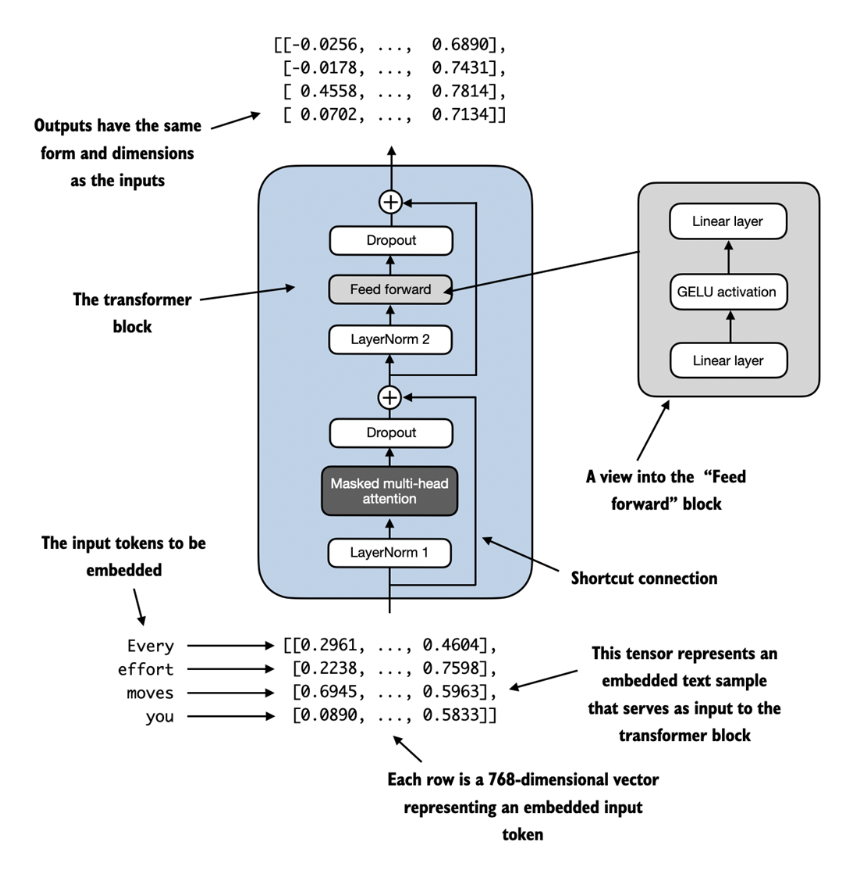 [[-0.0256, ..., 0.6890],
[-0.0178, ..., 0.7431],
[ 0.4558, ..., 0.7814],
[ 0.0702, ..., 0.7134]]
Outputs have the same
form and dimensions
as the inputs
Dropout
Feed forward
LayerNorm 2
Dropout
Masked multi-head
attention
LayerNorm 1
The transformer
block
Linear layer
GELU activation
Linear layer
A view into the “Feed
forward” block
Shortcut connection
The input tokens to be
embedded
Every [[0.2961, ..., 0.4604],
effort [0.2238, ..., 0.7598],
moves [0.6945, ..., 0.5963],
you [0.0890, ..., 0.5833]]
This tensor represents an
embedded text sample
that serves as input to the
transformer block
Each row is a 768-dimensional vector
representing an embedded input
token